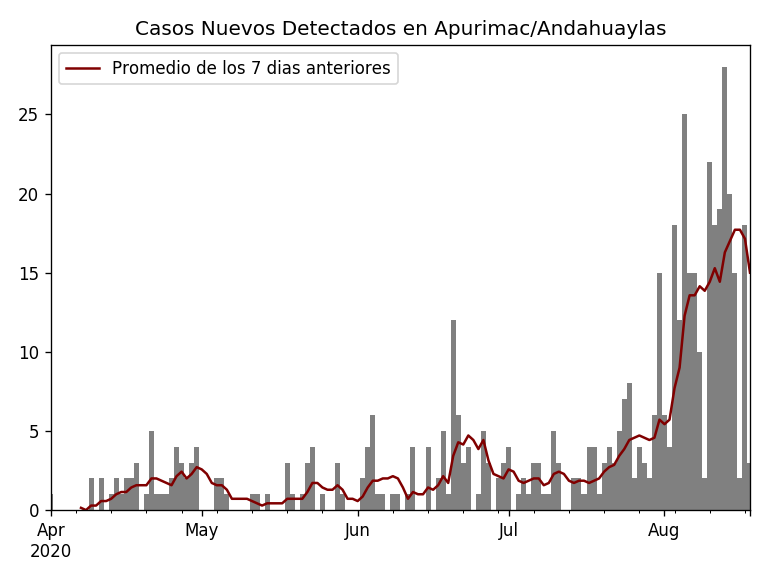 Casos Nuevos Detectados en Apurimac/Andahuaylas
Promedio de los 7 dias anteriores
25
20
15
10
5
0
Apr May Jun Jul Aug
2020